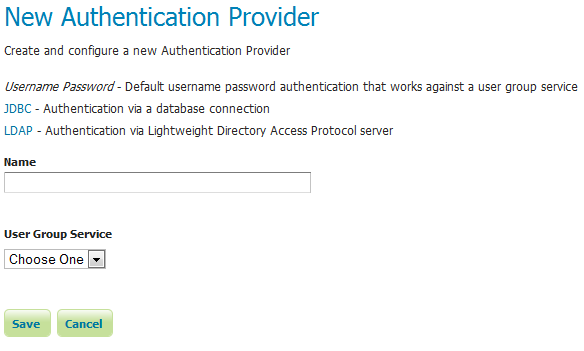 New Authentication Provider
Create and configure a new Authentication Provider
Username Password - Default username password authentication that works against a user group service
JDBC - Authentication via a database connection
LDAP - Authentication via Lightweight Directory Access Protocol server
Name
User Group Service
Choose One
Save Cancel